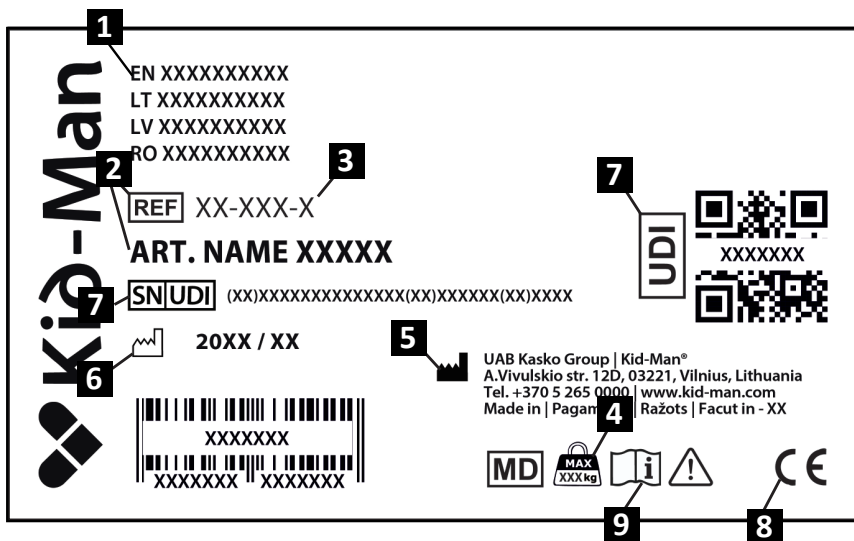 1
EN XXXXXXXXXX
LT XXXXXXXXXX
LV XXXXXXXXXX
RO XXXXXXXXXX
Kid-Man
2
3
REF XX-XXX-X
ART. NAME XXXXX
7
SN UDI (XX)XXXXXXXXXXXXXX(XX)XXXXXX(XX)XXXX
6
20XX / XX
XXXXXXX
XXXXXXX XXXXXXX
7
UDI
XXXXXXX
5
UAB Kasko Group | Kid-Man®
A.Vivulskio str. 12D, 03221, Vilnius, Lithuania
Tel. +370 5 265 0000 | www.kid-man.com
Made in | Ražots | Facut in - XX
4
MD MAX XXX kg i ! CE
9
8